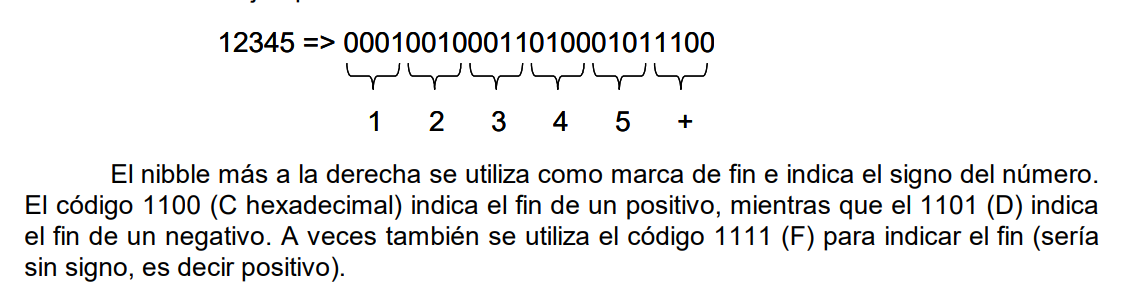 12345 => 000100100011010001011100
1 2 3 4 5 +
El nibble más a la derecha se utiliza como marca de fin e indica el signo del número.
El código 1100 (C hexadecimal) indica el fin de un positivo, mientras que el 1101 (D) indica
el fin de un negativo. A veces también se utiliza el código 1111 (F) para indicar el fin (sería
sin signo, es decir positivo).